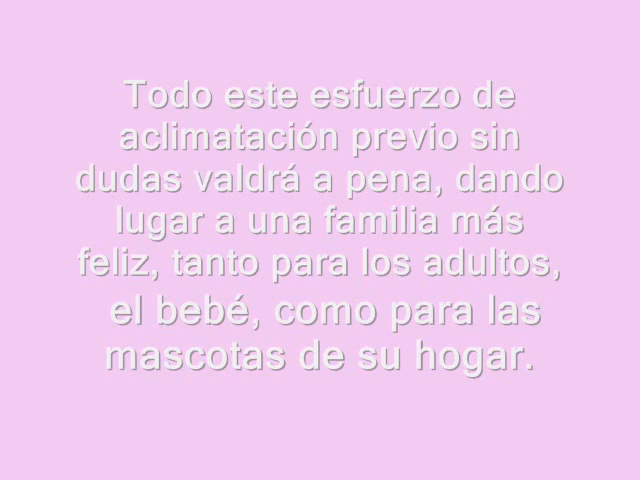 Todo este esfuerzo de
aclimatación previo sin
dudas valdrá a pena, dando
lugar a una familia más
feliz, tanto para los adultos,
el bebé, como para las
mascotas de su hogar.